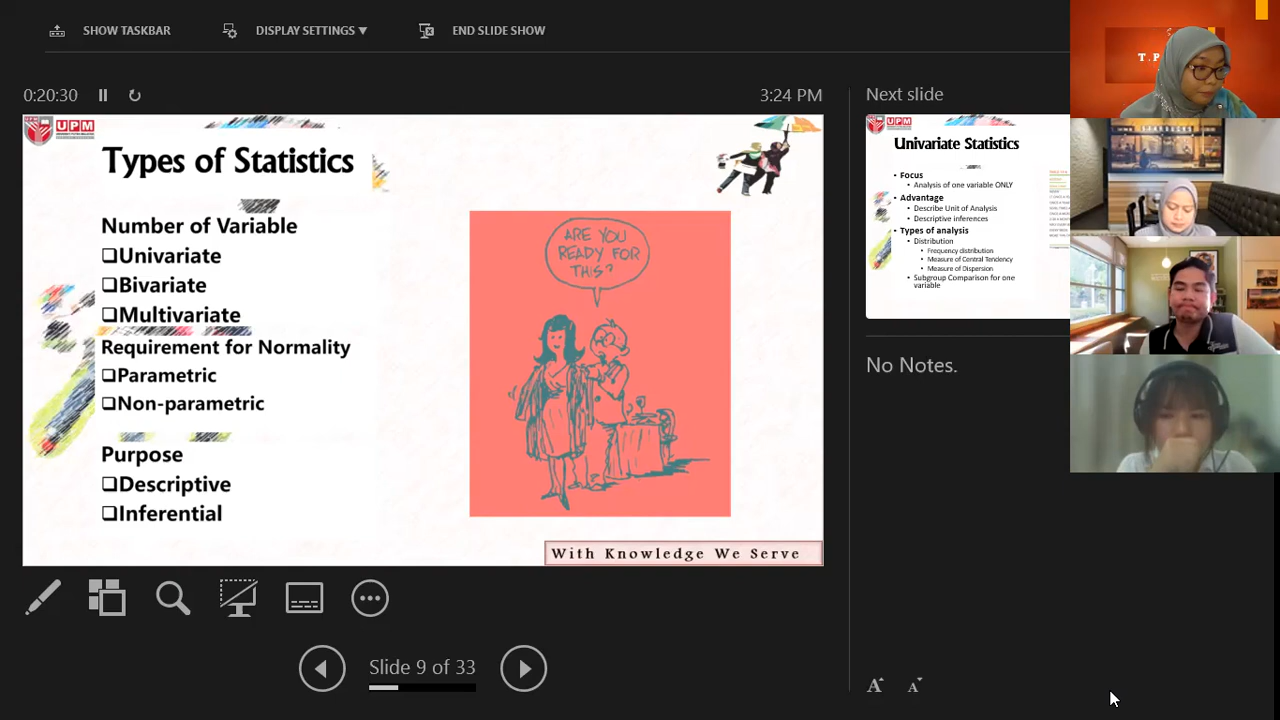 SHOW TASKBAR
DISPLAY SETTINGS ▼
END SLIDE SHOW
0:20:30
3:24 PM
UPM
Types of Statistics
Number of Variable
❑Univariate
❑Bivariate
❑Multivariate
Requirement for Normality
❑Parametric
❑Non-parametric
Purpose
❑Descriptive
❑Inferential
ARE YOU
READY FOR
THIS?
With Knowledge We Serve
Slide 9 of 33
Next slide
UPM
Univariate Statistics
• Focus
• Analysis of one variable ONLY
• Advantage
• Describe Unit of Analysis
• Descriptive inferences
• Types of analysis
• Distribution
• Frequency distribution
• Measure of Central Tendency
• Measure of Dispersion
• Subgroup Comparison for one
variable
No Notes.
A A
T.P